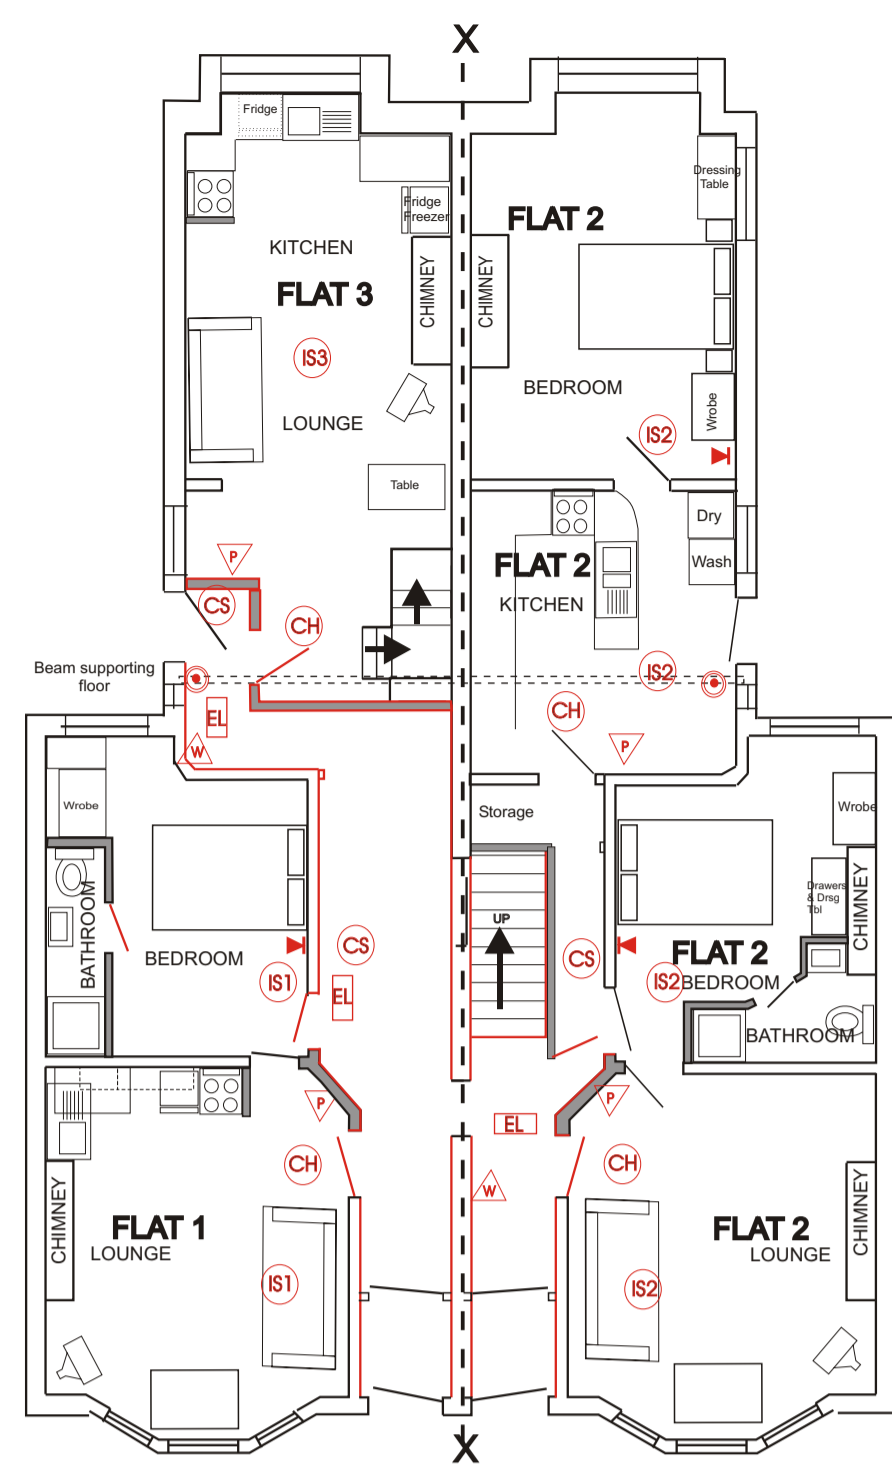 X
Fridge
Dressing
Table
Fridge
Freezer
FLAT 2
KITCHEN
FLAT 3
CHIMNEY
CHIMNEY
IS3
BEDROOM
LOUNGE
Wrobe
IS2
Table
Dry
P
FLAT 2
Wash
CS
KITCHEN
CH
Beam supporting
floor
IS2
EL
CH
W
P
Wrobe
Storage
Wrobe
BATHROOM
UP
Drawers
& Drsg
Tbl
CHIMNEY
CS
BEDROOM
CS
FLAT 2
IS1
EL
IS2
BEDROOM
BATHROOM
P
EL
P
CH
CH
W
CHIMNEY
FLAT 1
LOUNGE
FLAT 2
LOUNGE
CHIMNEY
IS1
IS2
X